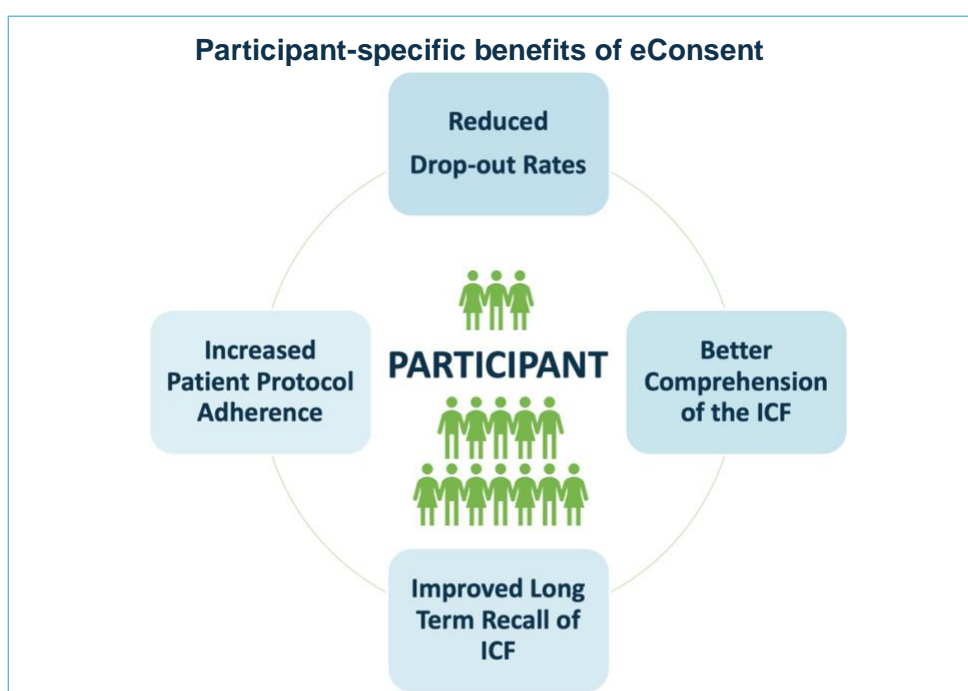 Participant-specific benefits of eConsent
Reduced
Drop-out Rates
Increased
Patient Protocol
Adherence
PARTICIPANT
Better
Comprehension
of the ICF
Improved Long
Term Recall of
ICF